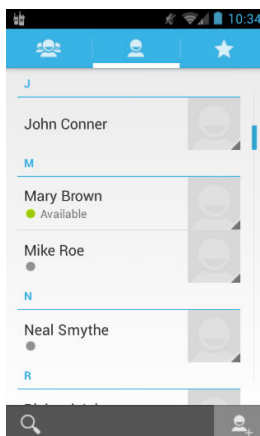 10:34
J
John Conner
M
Mary Brown
Available
Mike Roe
N
Neal Smythe
R